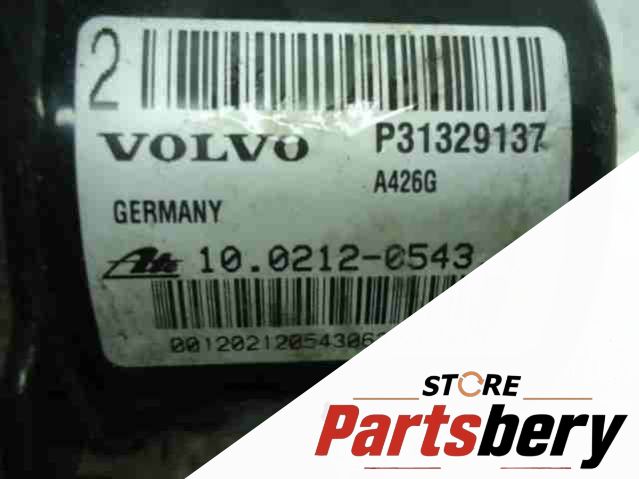 2
VOLVO P31329137
A426G
GERMANY
Ate 10.0212-0543
STORE
Partsbery